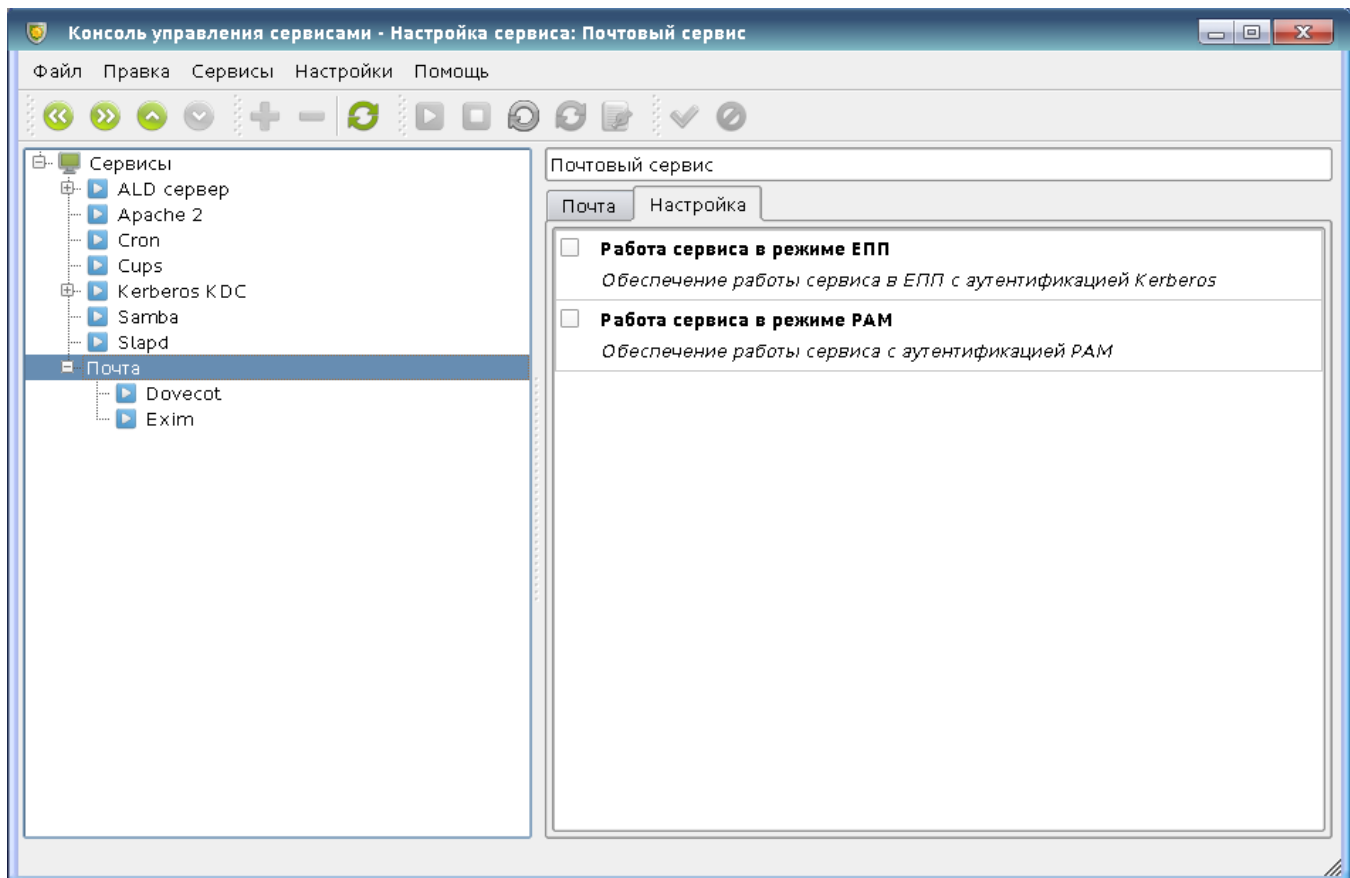 Консоль управления сервисами - Настройка сервиса: Почтовый сервис
Файл Правка Сервисы Настройки Помощь
Сервисы
ALD сервер
Apache 2
Cron
Cups
Kerberos KDC
Samba
Slapd
Почта
Dovecot
Exim
Почтовый сервис
Почта Настройка
Работа сервиса в режиме ЕПП
Обеспечение работы сервиса в ЕПП с аутентификацией Kerberos
Работа сервиса в режиме PAM
Обеспечение работы сервиса с аутентификацией PAM